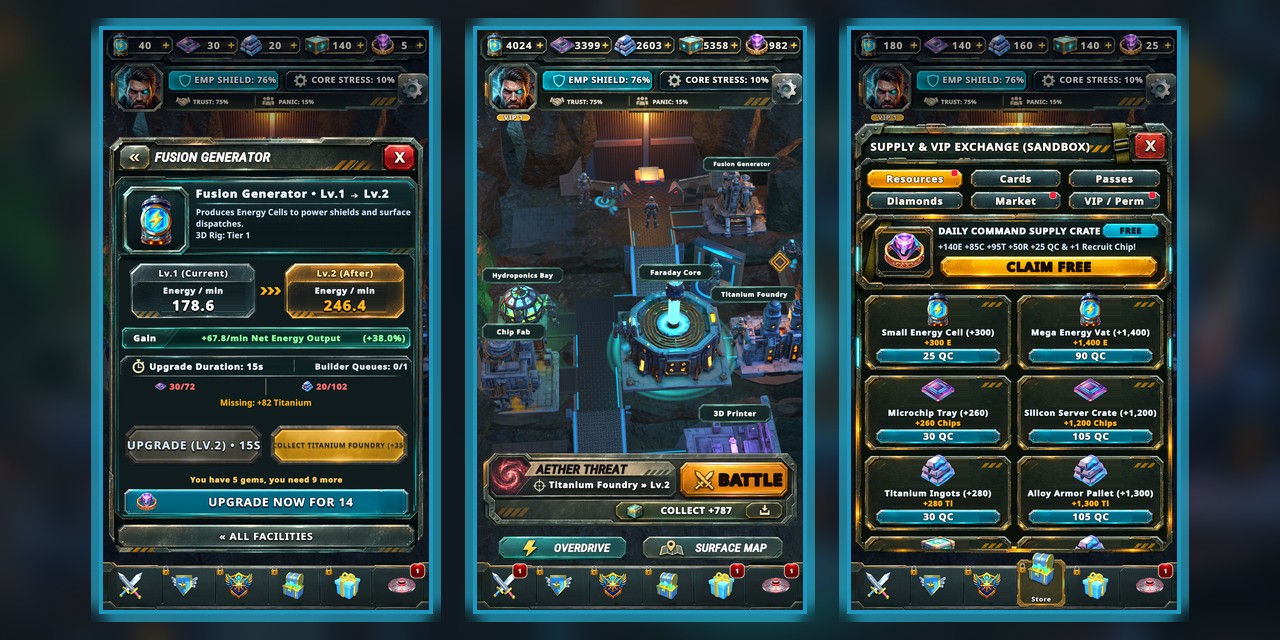 40 + 30 + 20 + 140 + 5 +
EMP SHIELD: 76% CORE STRESS: 10%
TRUST: 75% PANIC: 15%
« FUSION GENERATOR X
Fusion Generator • Lv.1 → Lv.2
Produces Energy Cells to power shields and surface
dispatches.
3D Rig: Tier 1
Lv.1 (Current)
Energy / min
178.6
»»
Lv.2 (After)
Energy / min
246.4
Gain +67.8/min Net Energy Output (+38.0%)
Upgrade Duration: 15s Builder Queues: 0/1
30/72 20/102
Missing: +82 Titanium
UPGRADE (LV.2) • 15S
COLLECT TITANIUM FOUNDRY (+35
You have 5 gems, you need 9 more
UPGRADE NOW FOR 14
« ALL FACILITIES
1
4024 + 3399 + 2603 + 5358 + 982 +
EMP SHIELD: 76% CORE STRESS: 10%
TRUST: 75% PANIC: 15%
VIP 1
Fusion Generator
Hydroponics Bay
Faraday Core
Titanium Foundry
Chip Fab
3D Printer
AETHER THREAT
Titanium Foundry » Lv.2
BATTLE
COLLECT +787
OVERDRIVE SURFACE MAP
1 1 1
180 + 140 + 160 + 140 + 25 +
EMP SHIELD: 76% CORE STRESS: 10%
TRUST: 75% PANIC: 15%
VIP 1
SUPPLY & VIP EXCHANGE (SANDBOX) X
Resources Cards Passes
Diamonds Market VIP / Perm
DAILY COMMAND SUPPLY CRATE FREE
+140E +85C +95T +50R +25 QC & +1 Recruit Chip!
CLAIM FREE
Small Energy Cell (+300)
+300 E
25 QC
Mega Energy Vat (+1,400)
+1,400 E
90 QC
Microchip Tray (+260)
+260 Chips
30 QC
Silicon Server Crate (+1,200)
+1,200 Chips
105 QC
Titanium Ingots (+280)
+280 Ti
30 QC
Alloy Armor Pallet (+1,300)
+1,300 Ti
105 QC
Store
1